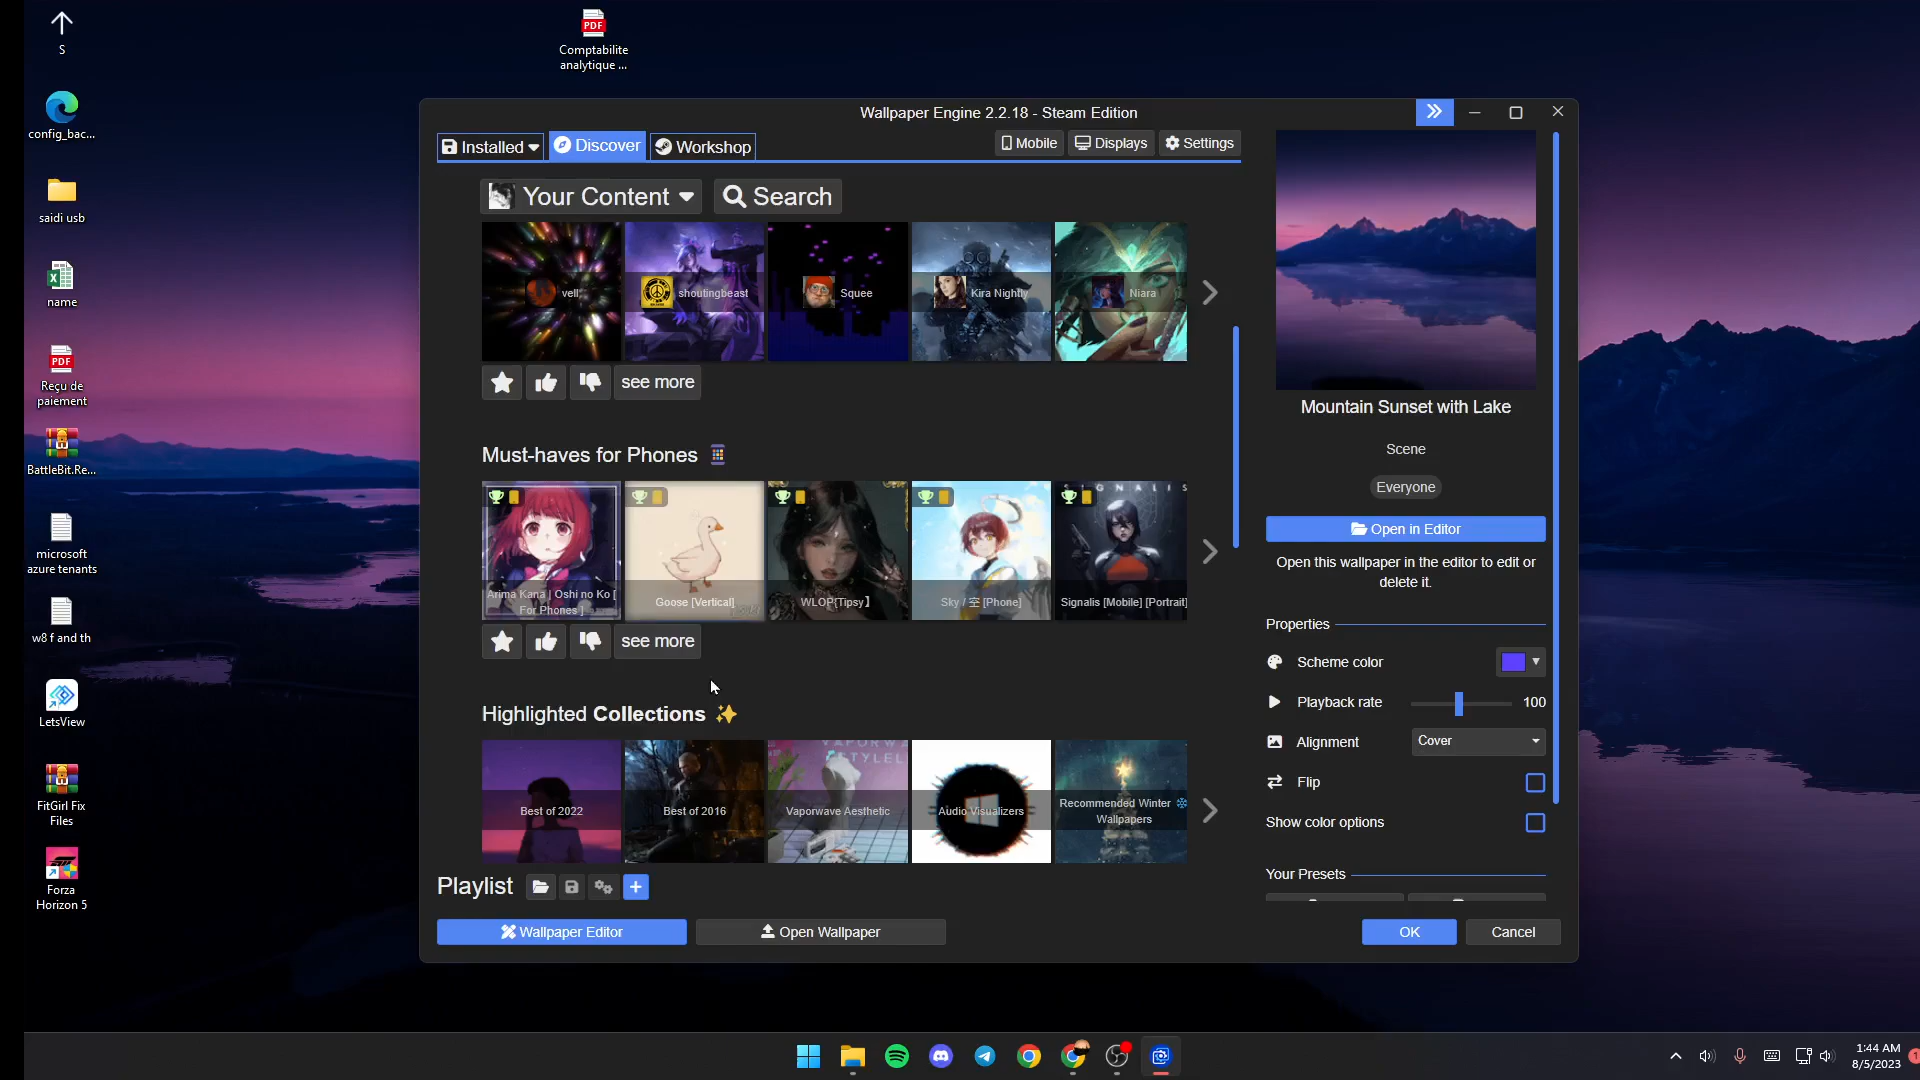 S
PDF
Comptabilite
analytique ...
config_bac...
saidi usb
name
PDF
Reçu de
paiement
BattleBit.Re...
microsoft
azure tenants
w8 f and th
LetsView
FitGirl Fix
Files
Forza
Horizon 5
Wallpaper Engine 2.2.18 - Steam Edition
Installed
Discover
Workshop
Mobile
Displays
Settings
Your Content
Search
vell
shoutingbeast
Squee
Kira Nightly
Niara
see more
Must-haves for Phones
SIGNALIS
Arima Kana | Oshi no Ko [
For Phones ]
Goose [Vertical]
WLOP{Tipsy】
Sky / 空 [Phone]
Signalis [Mobile] [Portrait]
see more
Highlighted Collections
Best of 2022
Best of 2016
Vaporwave Aesthetic
Audio Visualizers
Recommended Winter
Wallpapers
Playlist
Wallpaper Editor
Open Wallpaper
OK
Cancel
Mountain Sunset with Lake
Scene
Everyone
Open in Editor
Open this wallpaper in the editor to edit or
delete it.
Properties
Scheme color
Playback rate
100
Alignment
Cover
Flip
Show color options
Your Presets
1:44 AM
8/5/2023
1